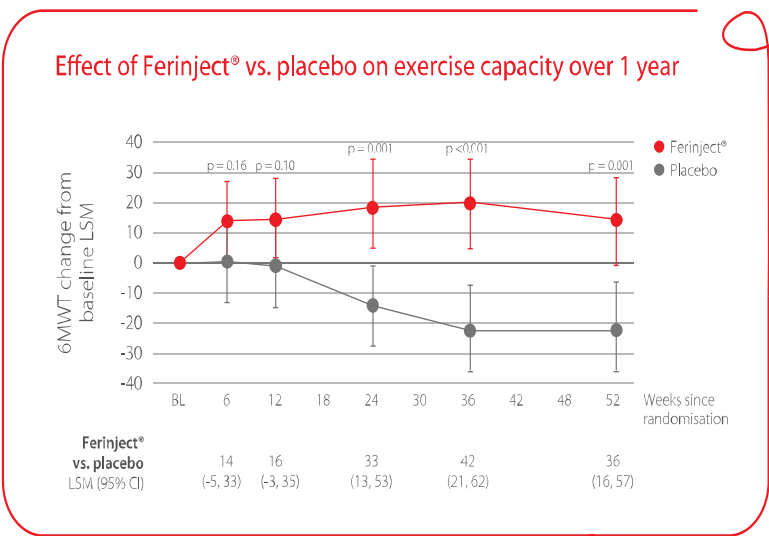 Effect of Ferinject® vs. placebo on exercise capacity over 1 year
40
30
20
10
0
-10
-20
-30
-40
6MWT change from
baseline LSM
p = 0.16
p = 0.10
p = 0.001
p <0.001
p = 0.001
Ferinject®
Placebo
BL 6 12 18 24 30 36 42 48 52
Weeks since
randomisation
Ferinject®
vs. placebo
LSM (95% CI)
14 16 33 42 36
(-5, 33) (-3, 35) (13, 53) (21, 62) (16, 57)